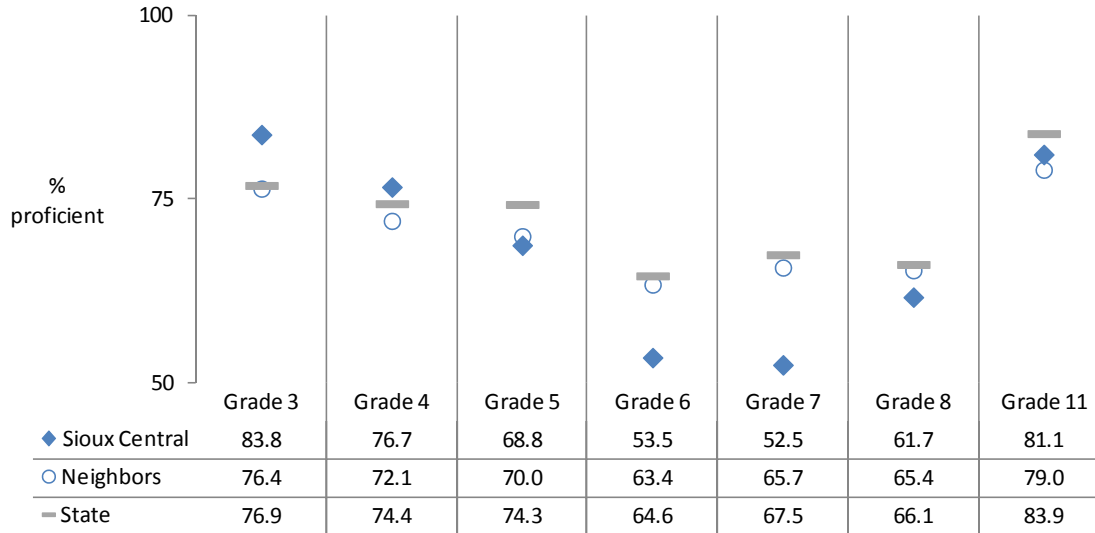 100
75
50
%
proficient
Grade 3 Grade 4 Grade 5 Grade 6 Grade 7 Grade 8 Grade 11
Sioux Central 83.8 76.7 68.8 53.5 52.5 61.7 81.1
Neighbors 76.4 72.1 70.0 63.4 65.7 65.4 79.0
State 76.9 74.4 74.3 64.6 67.5 66.1 83.9